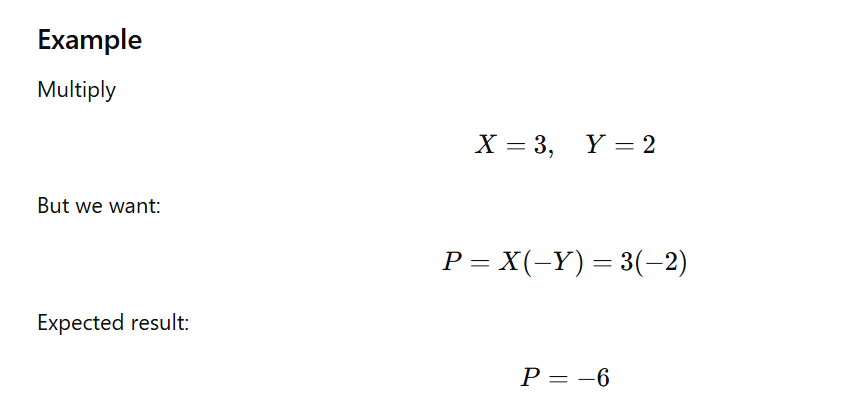 Example
Multiply
X = 3, Y = 2
But we want:
P = X(−Y) = 3(−2)
Expected result:
P = −6